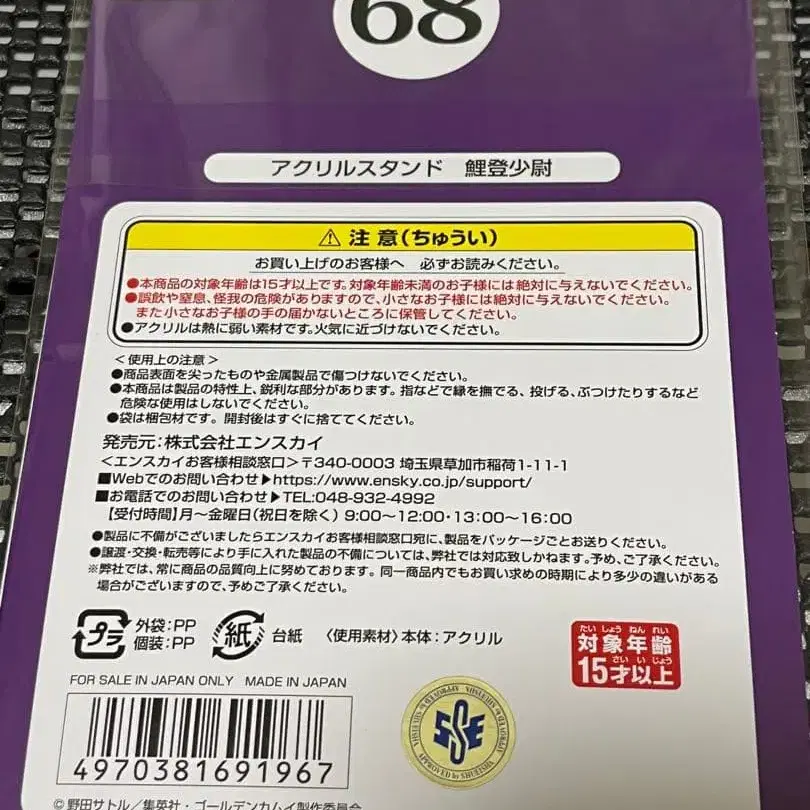 68
アクリルスタンド 鯉登少尉
⚠ 注意(ちゅうい)
お買い上げのお客様へ 必ずお読みください。
●本商品の対象年齢は15才以上です。対象年齢未満のお子様には絶対に与えないでください。
●誤飲や窒息、怪我の危険がありますので、小さなお子様には絶対に与えないでください。
また小さなお子様の手の届かないところに保管してください。
●アクリルは熱に弱い素材です。火気に近づけないでください。
<使用上の注意>
●商品表面を尖ったものや金属製品で傷つけないでください。
●本商品は製品の特性上、鋭利な部分があります。指などで縁を撫でる、投げる、ぶつけたりするなど
危険な使用はしないでください。
●袋は梱包材です。開封後はすぐに捨ててください。
発売元:株式会社エンスカイ
<エンスカイお客様相談窓口>〒340-0003 埼玉県草加市稲荷1-11-1
■Webでのお問い合わせ▶https://www.ensky.co.jp/support/
■お電話でのお問い合わせ▶TEL:048-932-4992
【受付時間】月~金曜日(祝日を除く) 9:00~12:00・13:00~16:00
●製品に不備がございましたらエンスカイお客様相談窓口宛に、製品をパッケージごとお送りください。
●譲渡・交換・転売等により手に入れた製品の不備については、弊社では対応致しかねます。予め、ご了承ください。
※弊社では、常に商品の品質向上に努めております。同一商品内でもお買い求めの時期により多少の違いがある
場合がございますので、予めご了承ください。
プラ 外袋:PP
個装:PP
紙 台紙 〈使用素材〉本体:アクリル
たいしょうねんれい
対象年齢
さいいじょう
15才以上
FOR SALE IN JAPAN ONLY MADE IN JAPAN
4970381691967
SSE
APPROVED by SHUEISHA
©野田サトル/集英社・ゴールデンカムイ製作委員会